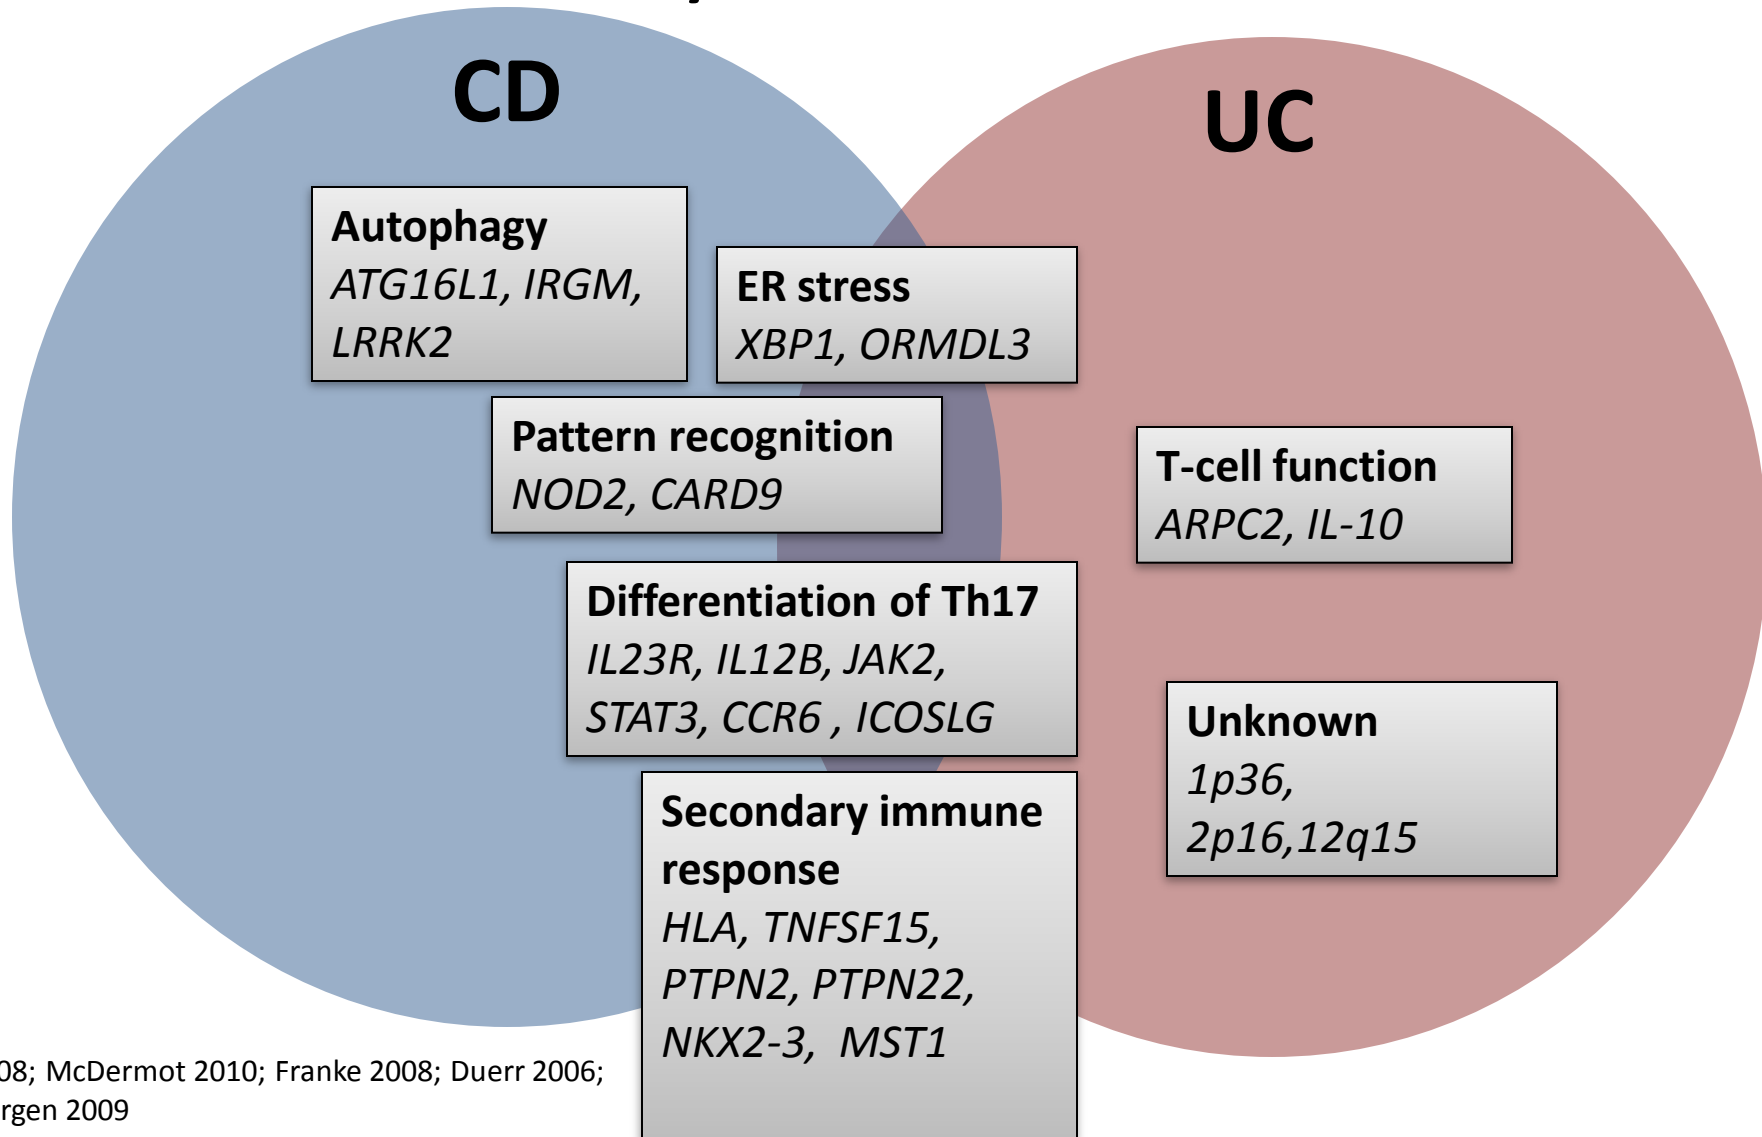 CD
UC
Autophagy
ATG16L1, IRGM,
LRRK2
ER stress
XBP1, ORMDL3
Pattern recognition
NOD2, CARD9
T-cell function
ARPC2, IL-10
Differentiation of Th17
IL23R, IL12B, JAK2,
STAT3, CCR6 , ICOSLG
Unknown
1p36,
2p16,12q15
Secondary immune
response
HLA, TNFSF15,
PTPN2, PTPN22,
NKX2-3, MST1
08; McDermot 2010; Franke 2008; Duerr 2006;
rgen 2009